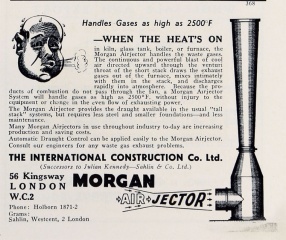 168
Handles Gases as high as 2500°F
—WHEN THE HEAT'S ON
in kiln, glass tank, boiler, or furnace, the
Morgan Airjector handles the waste gases.
The continuous and powerful blast of cool
air directed upward through the venturi
throat of the short stack draws the exhaust
gases out of the furnace, mixes intimately
with them in the stack, and discharges
rapidly into atmosphere. Because the pro-
ducts of combustion do not pass through the fan, a Morgan Airjector
System will handle gases as high as 2500°F. without injury to the
equipment or change in the even flow of exhausting power.
The Morgan Airjector provides the draught available in the usual "tall
stack" systems, but requires less steel and smaller foundations—and less
maintenance.
Many Morgan Airjectors in use throughout industry to-day are increasing
production and saving costs.
Automatic Draught Control can be applied easily to the Morgan Airjector.
Consult our engineers for any waste gas exhaust problems.
THE INTERNATIONAL CONSTRUCTION Co. Ltd.
(Successors to Julian Kennedy—Sahlin & Co. Ltd.)
56 Kingsway
LONDON
W.C.2
Phone: Holborn 1871-2
Grams:
Sahlin, Westcent, 2 London
MORGAN
AIR JECTOR